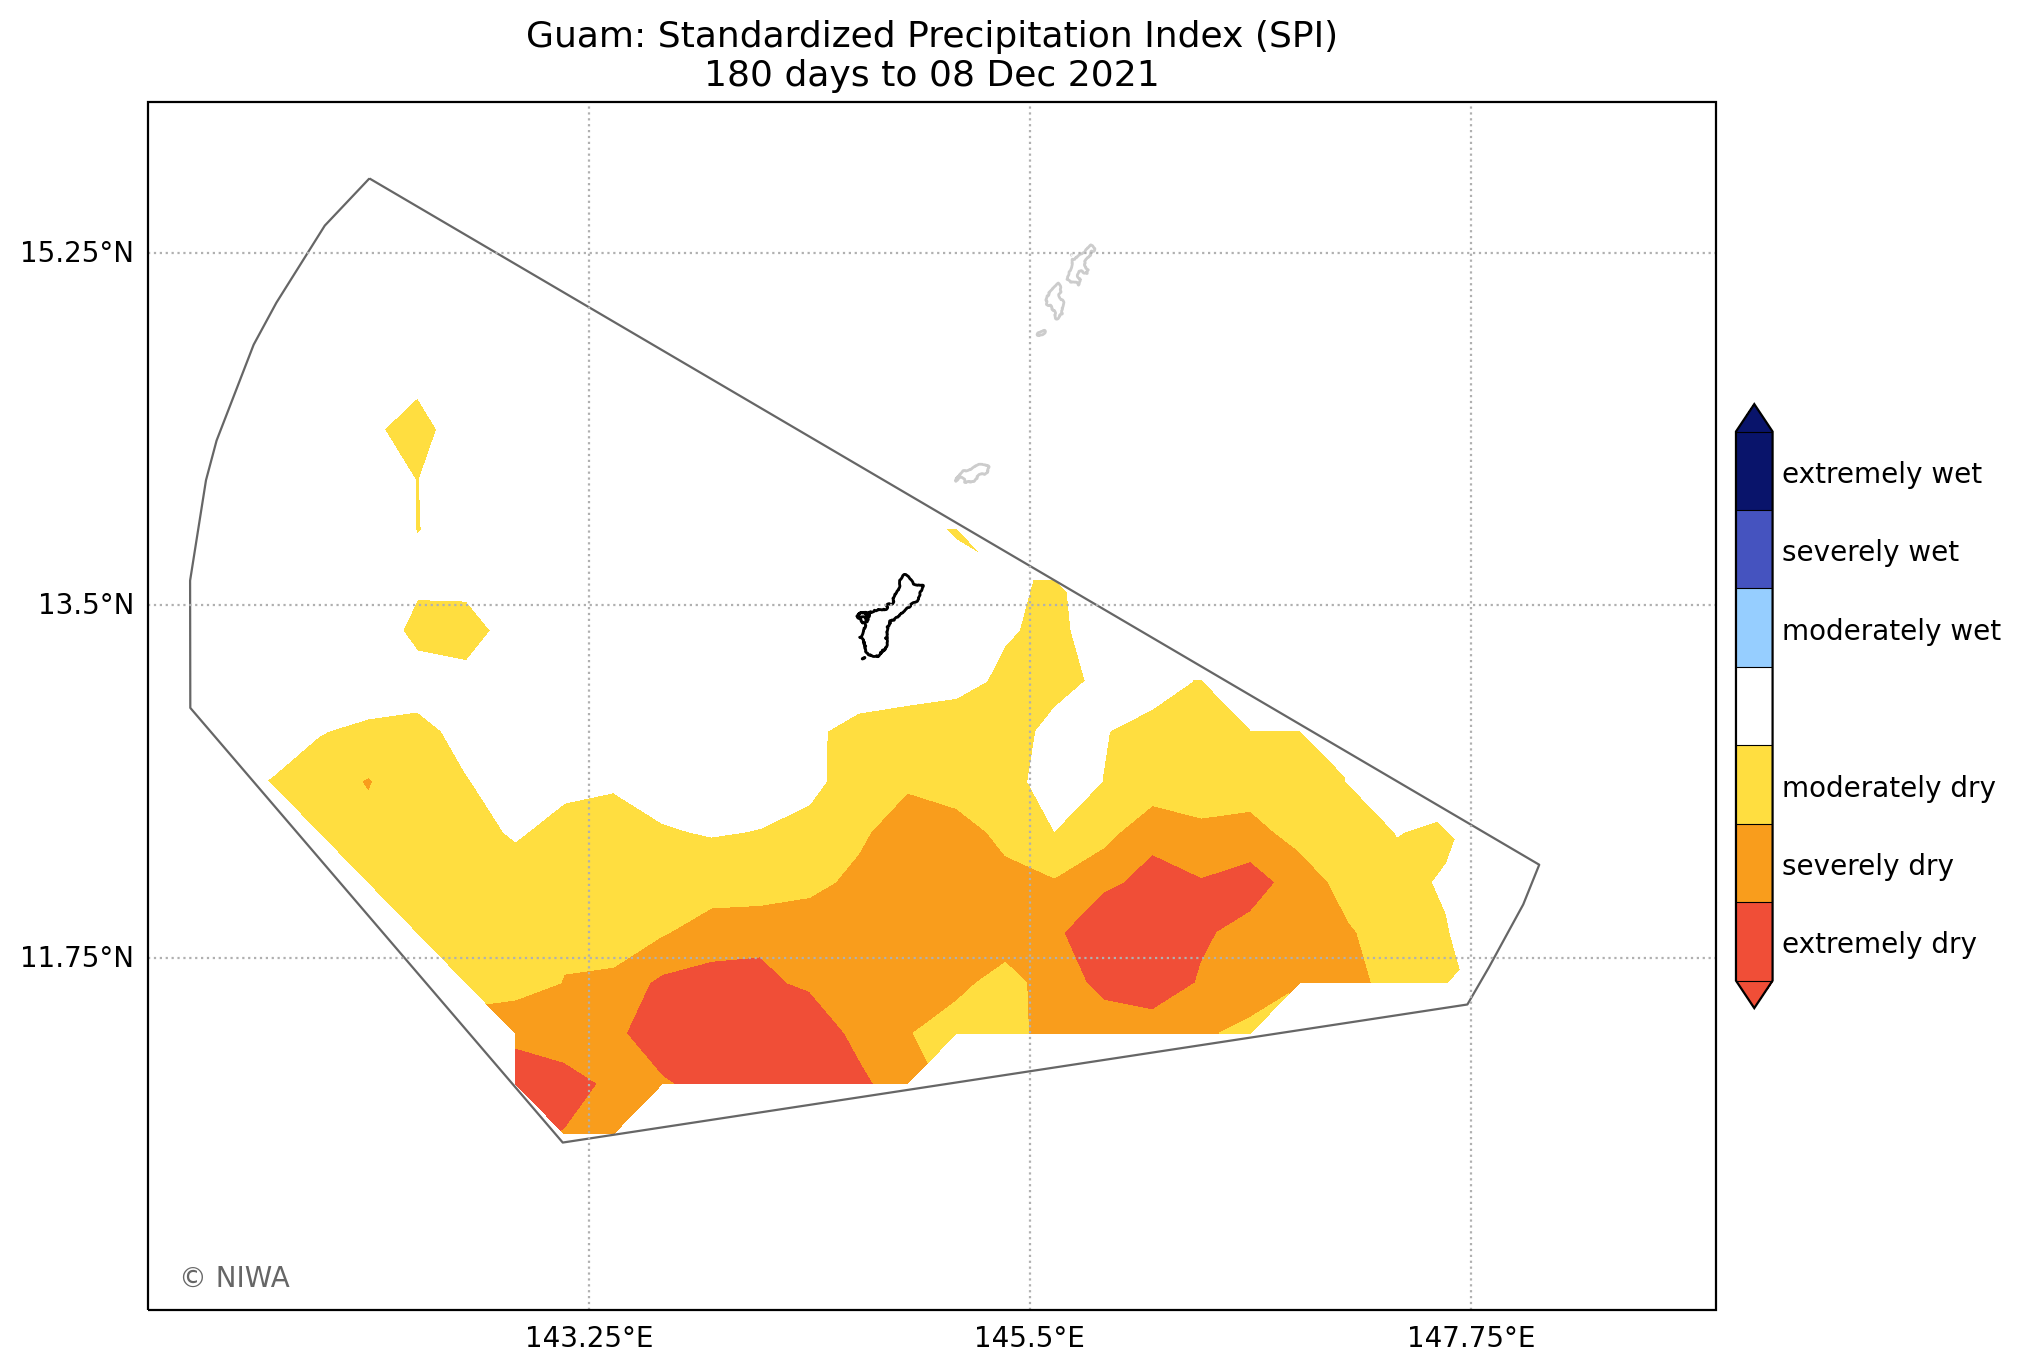 Guam: Standardized Precipitation Index (SPI)
180 days to 08 Dec 2021
15.25°N
13.5°N
11.75°N
143.25°E
145.5°E
147.75°E
extremely wet
severely wet
moderately wet
moderately dry
severely dry
extremely dry
© NIWA